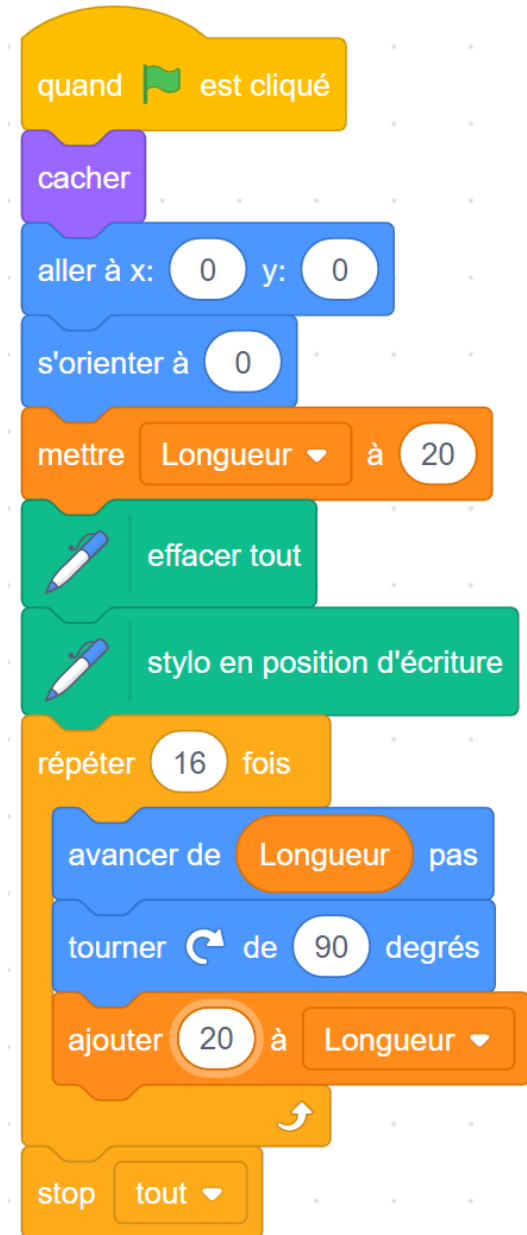 quand est cliqué
cacher
aller à x: 0 y: 0
s'orienter à 0
mettre Longueur à 20
effacer tout
stylo en position d'écriture
répéter 16 fois
avancer de Longueur pas
tourner de 90 degrés
ajouter 20 à Longueur
stop tout